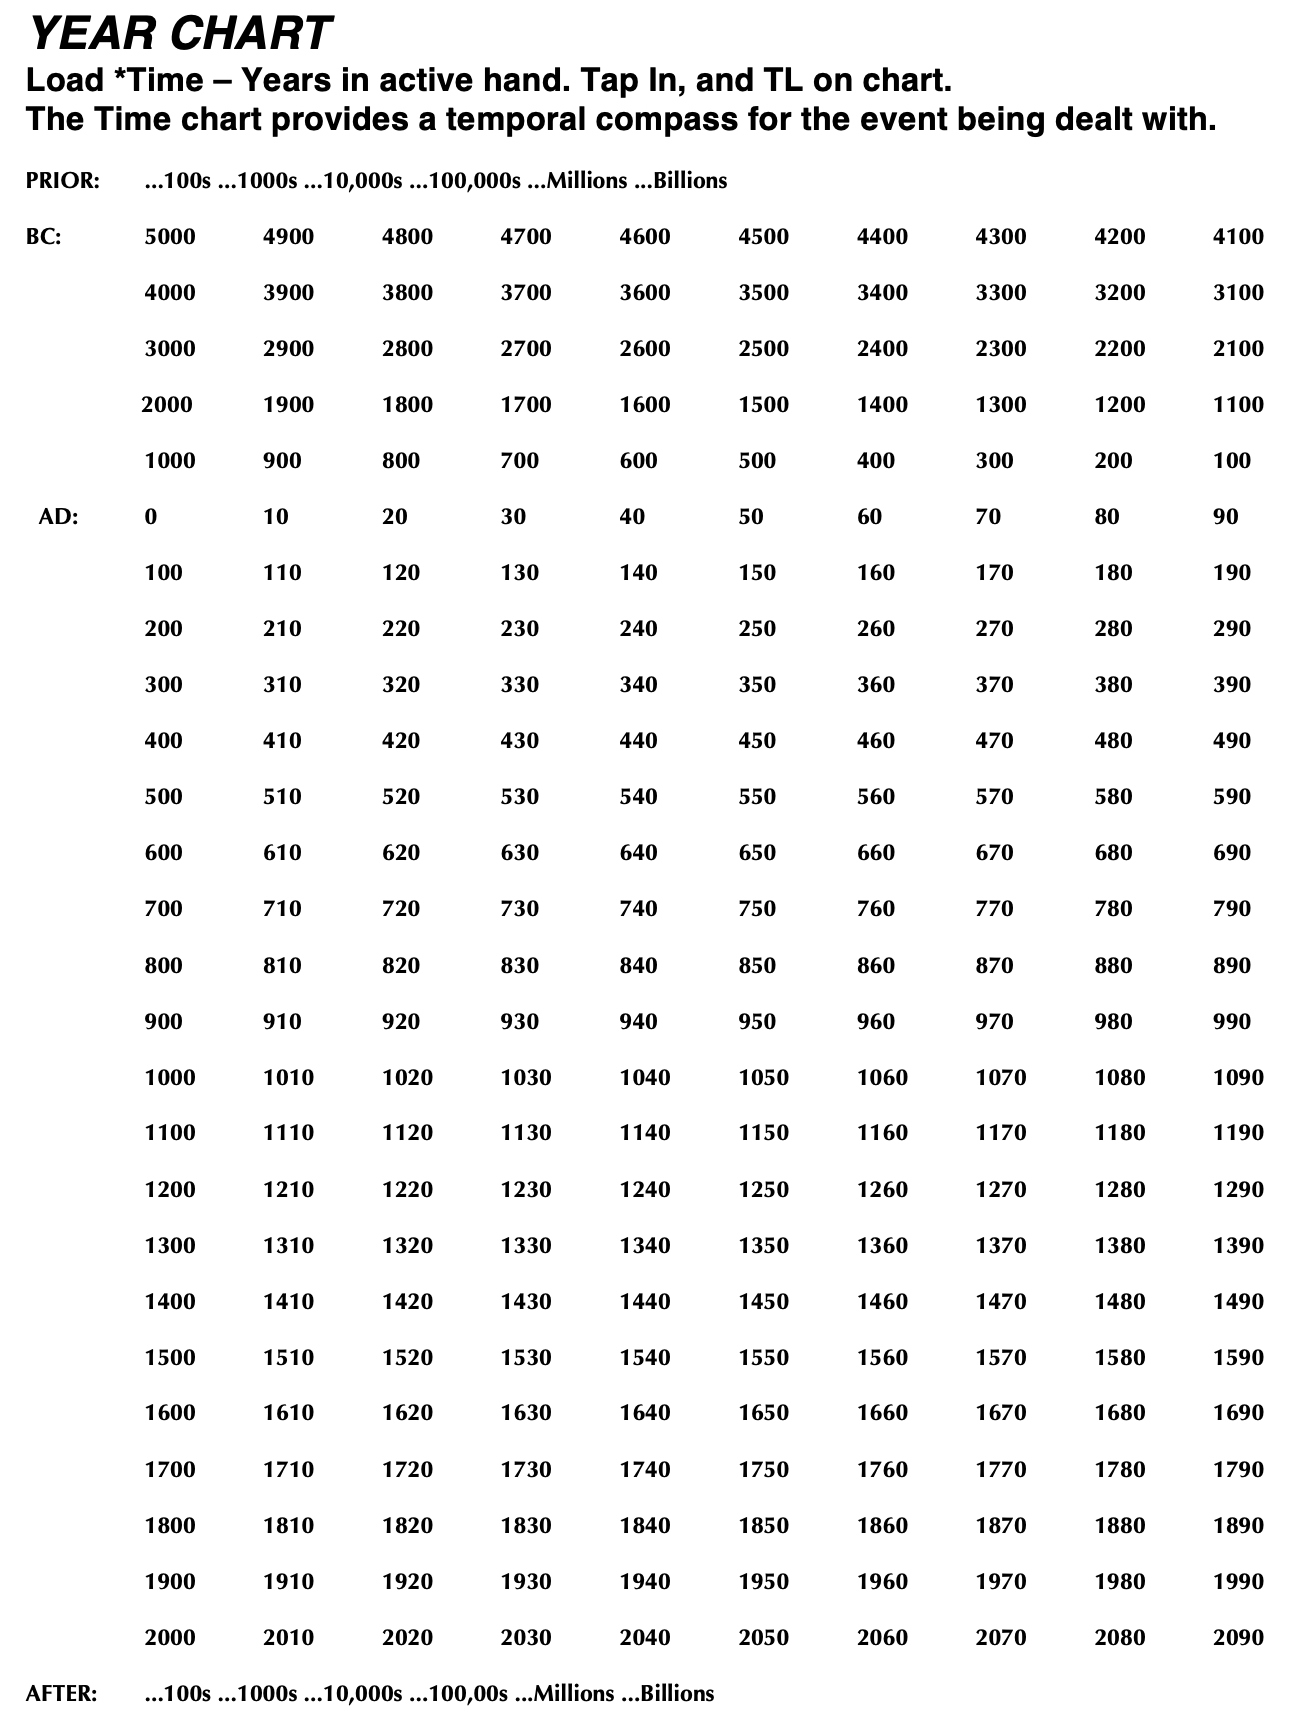 YEAR CHART
Load *Time – Years in active hand. Tap In, and TL on chart.
The Time chart provides a temporal compass for the event being dealt with.
PRIOR: ...100s ...1000s ...10,000s ...100,000s ...Millions ...Billions
BC: 5000 4900 4800 4700 4600 4500 4400 4300 4200 4100
4000 3900 3800 3700 3600 3500 3400 3300 3200 3100
3000 2900 2800 2700 2600 2500 2400 2300 2200 2100
2000 1900 1800 1700 1600 1500 1400 1300 1200 1100
1000 900 800 700 600 500 400 300 200 100
AD: 0 10 20 30 40 50 60 70 80 90
100 110 120 130 140 150 160 170 180 190
200 210 220 230 240 250 260 270 280 290
300 310 320 330 340 350 360 370 380 390
400 410 420 430 440 450 460 470 480 490
500 510 520 530 540 550 560 570 580 590
600 610 620 630 640 650 660 670 680 690
700 710 720 730 740 750 760 770 780 790
800 810 820 830 840 850 860 870 880 890
900 910 920 930 940 950 960 970 980 990
1000 1010 1020 1030 1040 1050 1060 1070 1080 1090
1100 1110 1120 1130 1140 1150 1160 1170 1180 1190
1200 1210 1220 1230 1240 1250 1260 1270 1280 1290
1300 1310 1320 1330 1340 1350 1360 1370 1380 1390
1400 1410 1420 1430 1440 1450 1460 1470 1480 1490
1500 1510 1520 1530 1540 1550 1560 1570 1580 1590
1600 1610 1620 1630 1640 1650 1660 1670 1680 1690
1700 1710 1720 1730 1740 1750 1760 1770 1780 1790
1800 1810 1820 1830 1840 1850 1860 1870 1880 1890
1900 1910 1920 1930 1940 1950 1960 1970 1980 1990
2000 2010 2020 2030 2040 2050 2060 2070 2080 2090
AFTER: ...100s ...1000s ...10,000s ...100,00s ...Millions ...Billions